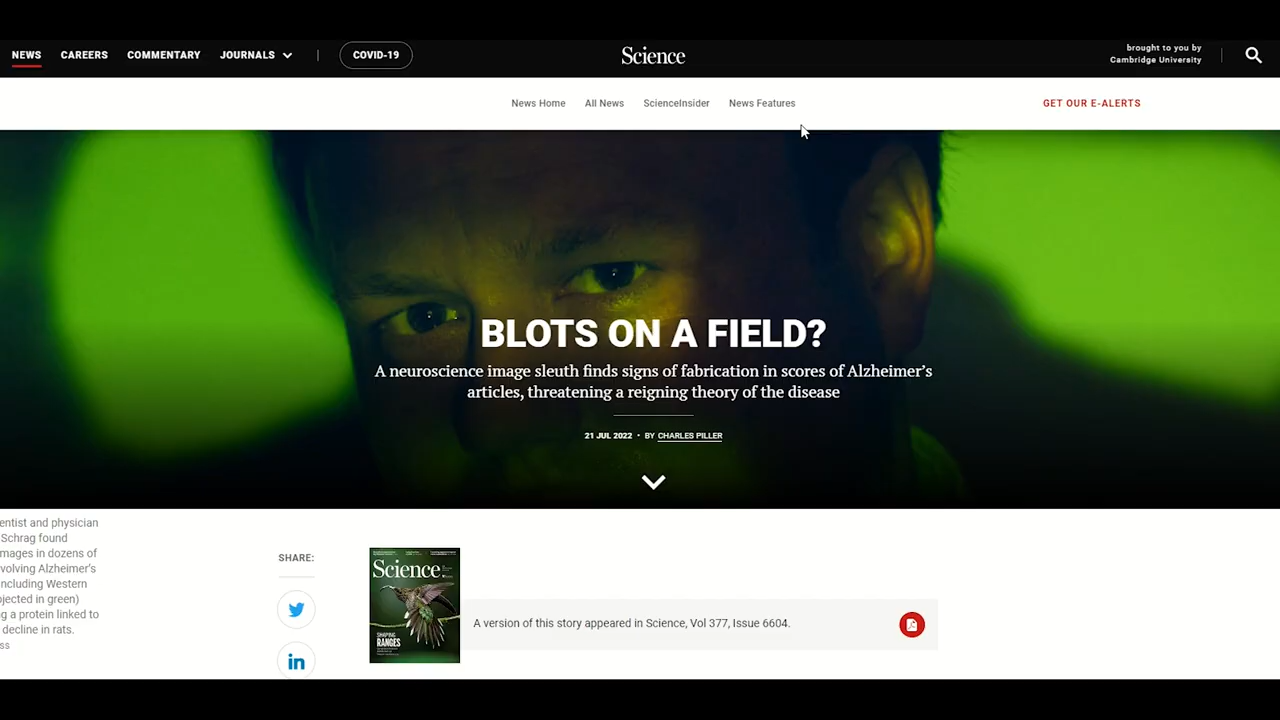 NEWS CAREERS COMMENTARY JOURNALS COVID-19
Science
brought to you by
Cambridge University
News Home All News ScienceInsider News Features
GET OUR E-ALERTS
BLOTS ON A FIELD?
A neuroscience image sleuth finds signs of fabrication in scores of Alzheimer's
articles, threatening a reigning theory of the disease
21 JUL 2022 • BY CHARLES PILLER
entist and physician
Schrag found
mages in dozens of
volving Alzheimer's
ncluding Western
jected in green)
g a protein linked to
decline in rats.
ss
SHARE:
Science
SHAPING
RANGES
A version of this story appeared in Science, Vol 377, Issue 6604.
in